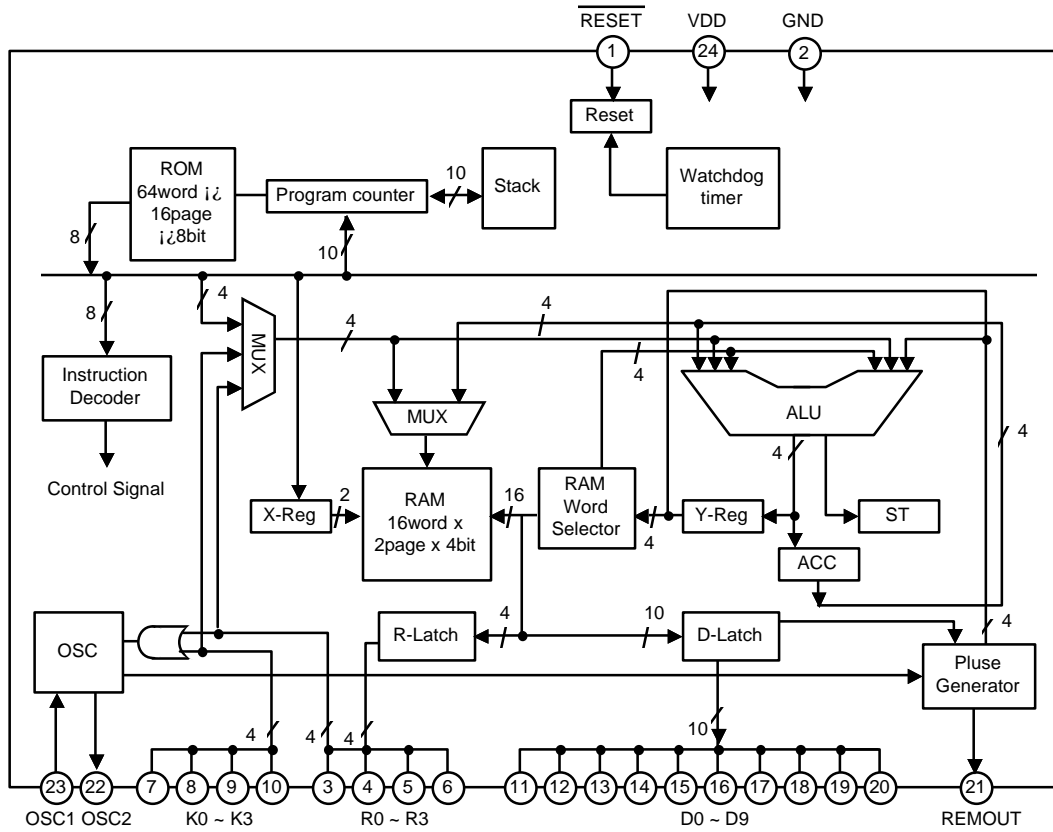 RESET VDD GND
1 24 2
Reset
ROM
64word ¡¿
16page
¡¿8bit
Program counter
10
Stack
Watchdog
timer
8
10
8
4
MUX
4
4
4
Instruction
Decoder
MUX
ALU
4
4
Control Signal
X-Reg
2
RAM
16word x
2page x 4bit
16
RAM
Word
Selector
4
Y-Reg
ST
ACC
OSC
R-Latch
4
10
D-Latch
4
Pluse
Generator
4
4
4
10
23 22 7 8 9 10 3 4 5 6 11 12 13 14 15 16 17 18 19 20 21
OSC1 OSC2 K0 ~ K3 R0 ~ R3 D0 ~ D9 REMOUT